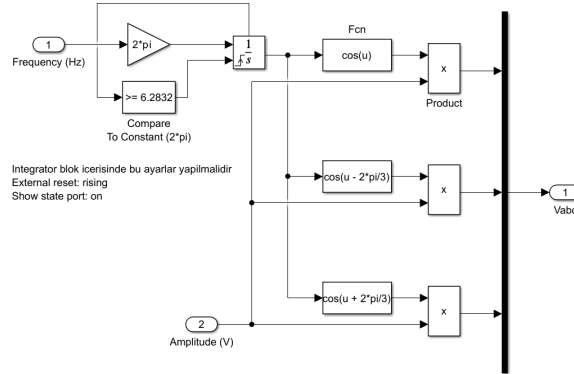 Fcn
1
Frequency (Hz)
2*pi
1
s
cos(u)
x
Product
>= 6.2832
Compare
To Constant (2*pi)
Integrator blok icerisinde bu ayarlar yapilmalidir
External reset: rising
Show state port: on
cos(u - 2*pi/3)
x
1
Vabc
cos(u + 2*pi/3)
x
2
Amplitude (V)